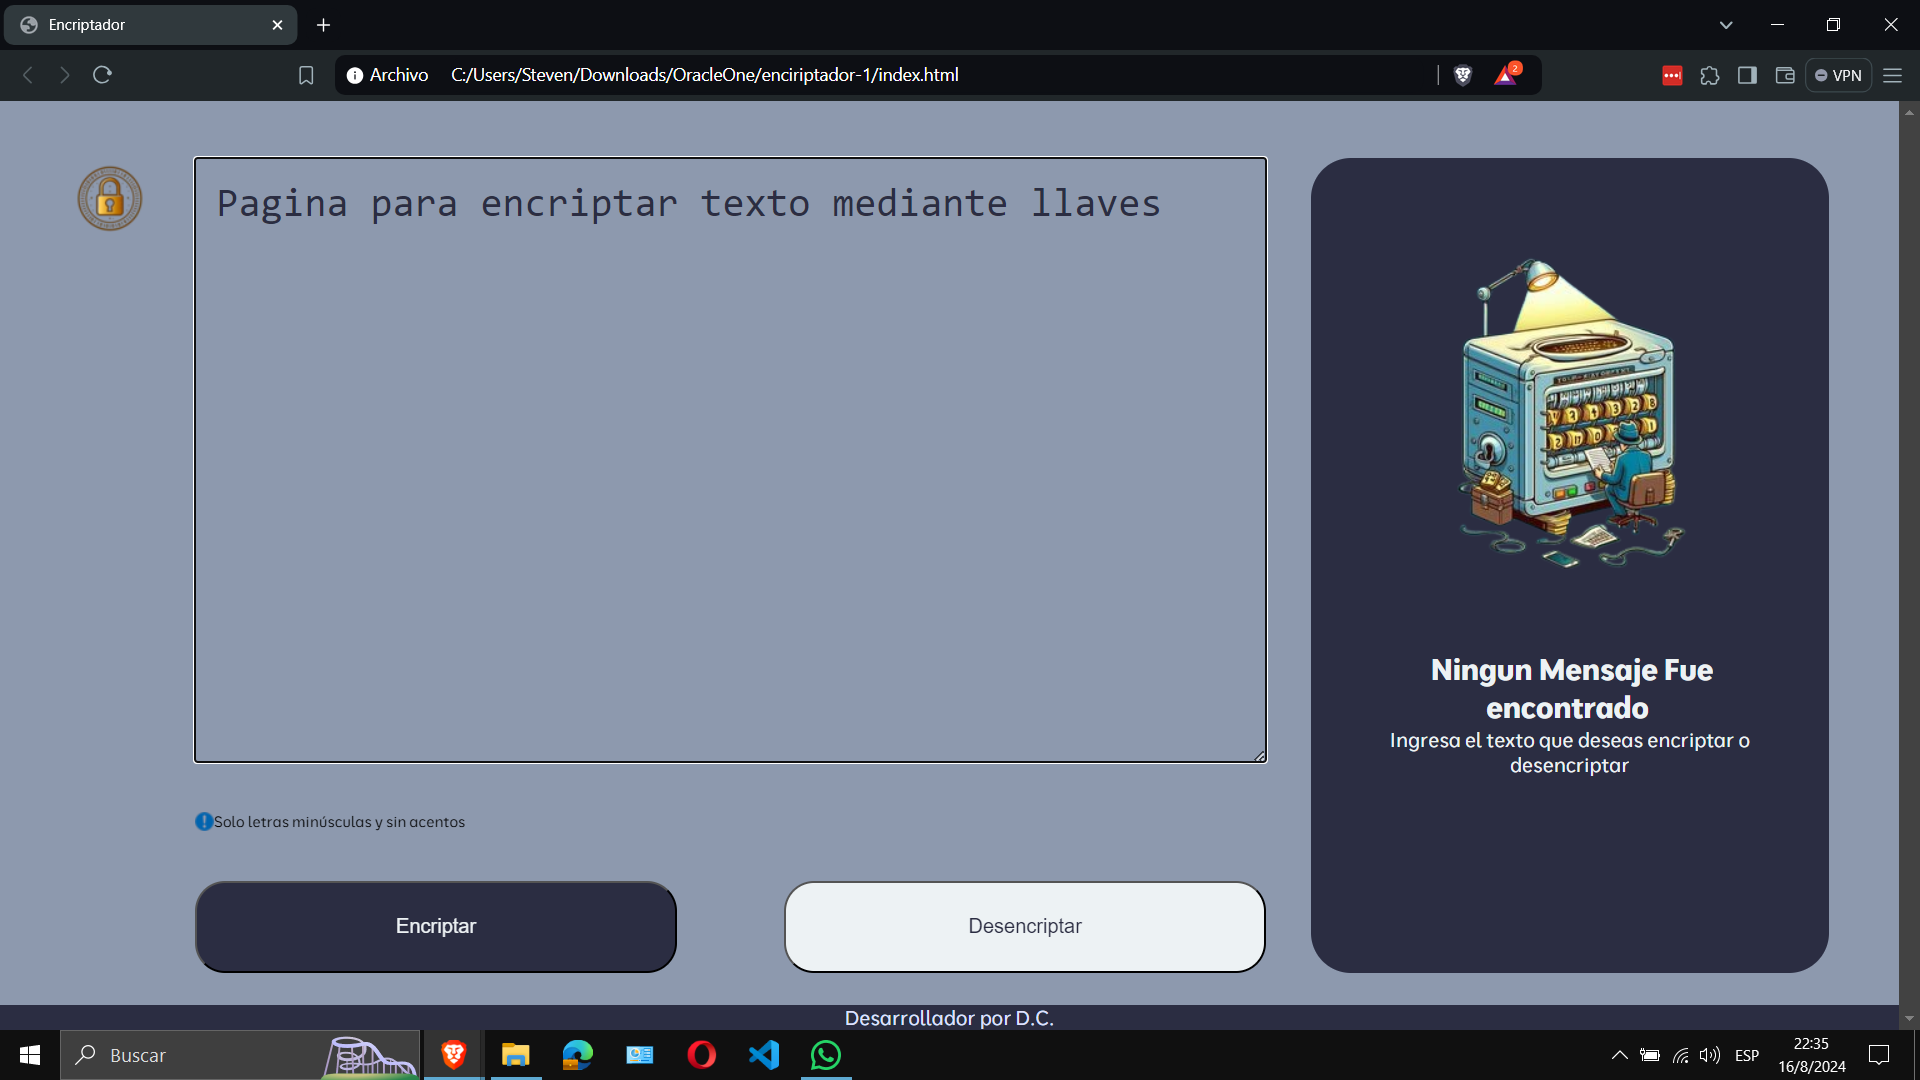 Encriptador
Archivo C:/Users/Steven/Downloads/OracleOne/enciriptador-1/index.html
2
VPN
Pagina para encriptar texto mediante llaves
Ningun Mensaje Fue
encontrado
Ingresa el texto que deseas encriptar o
desencriptar
Solo letras minúsculas y sin acentos
Encriptar
Desencriptar
Desarrollador por D.C.
Buscar
ESP
22:35
16/8/2024